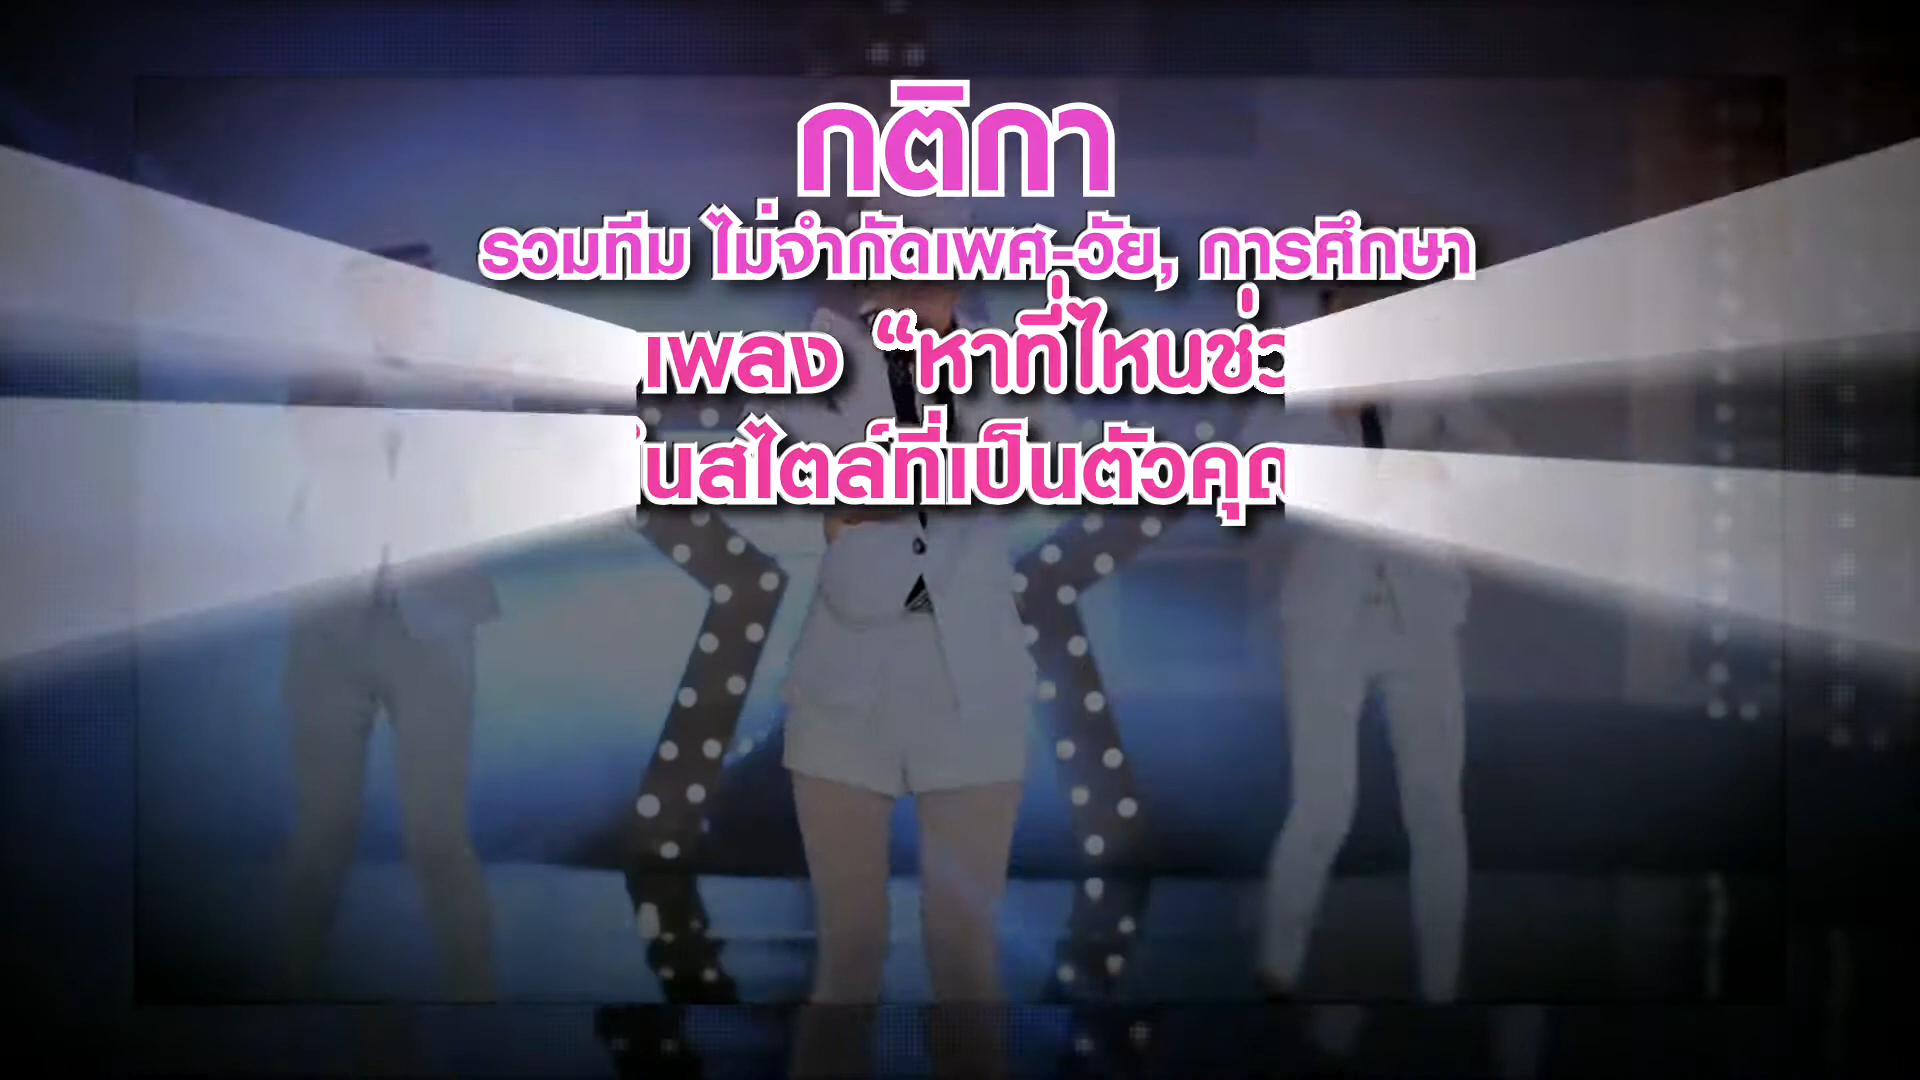 กติกา
รวมทีม ไม่จำกัดเพศ-วัย, การศึกษา
เพลง “หาที่ไหน
สไตล์ที่เป็นตัวคุณ